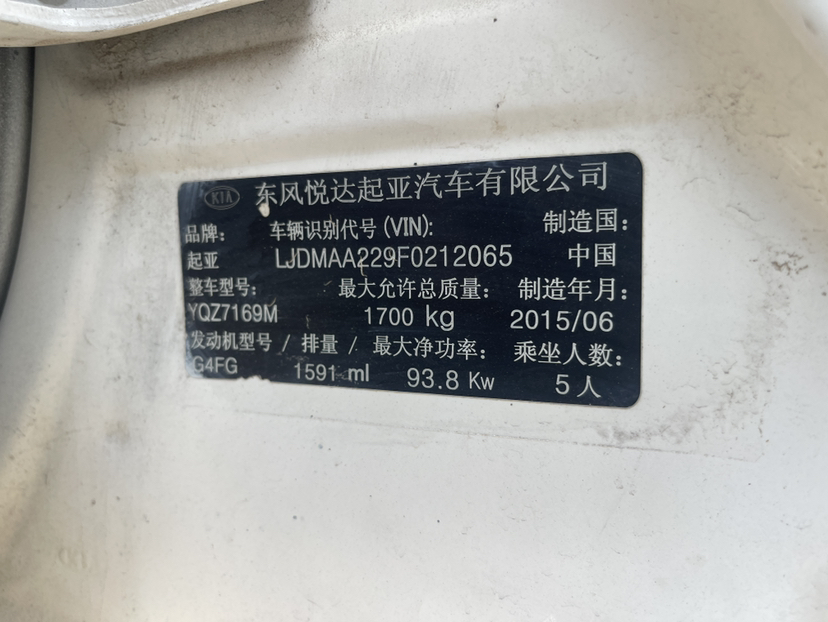 KIA 东风悦达起亚汽车有限公司
品牌: 车辆识别代号(VIN): 制造国:
起亚 LJDMAA229F0212065 中国
整车型号: 最大允许总质量: 制造年月:
YQZ7169M 1700 kg 2015/06
发动机型号 / 排量 / 最大净功率: 乘坐人数:
G4FG 1591 ml 93.8 Kw 5人